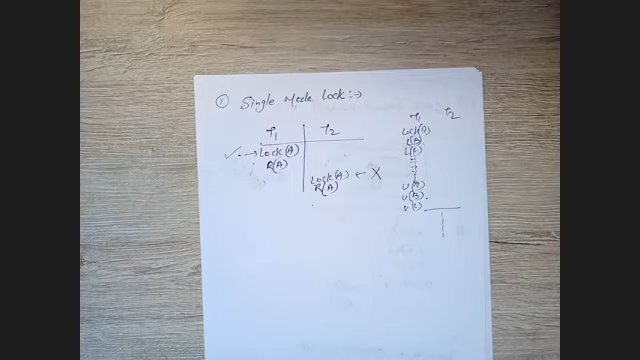 ① Single Mode Lock :→
T1 T2
✓ → Lock(A)
R(A)
Lock(A) ← X
R(A)
T1 T2
Lock(A)
L(B)
L(C)
U(A)
U(B)
U(C)